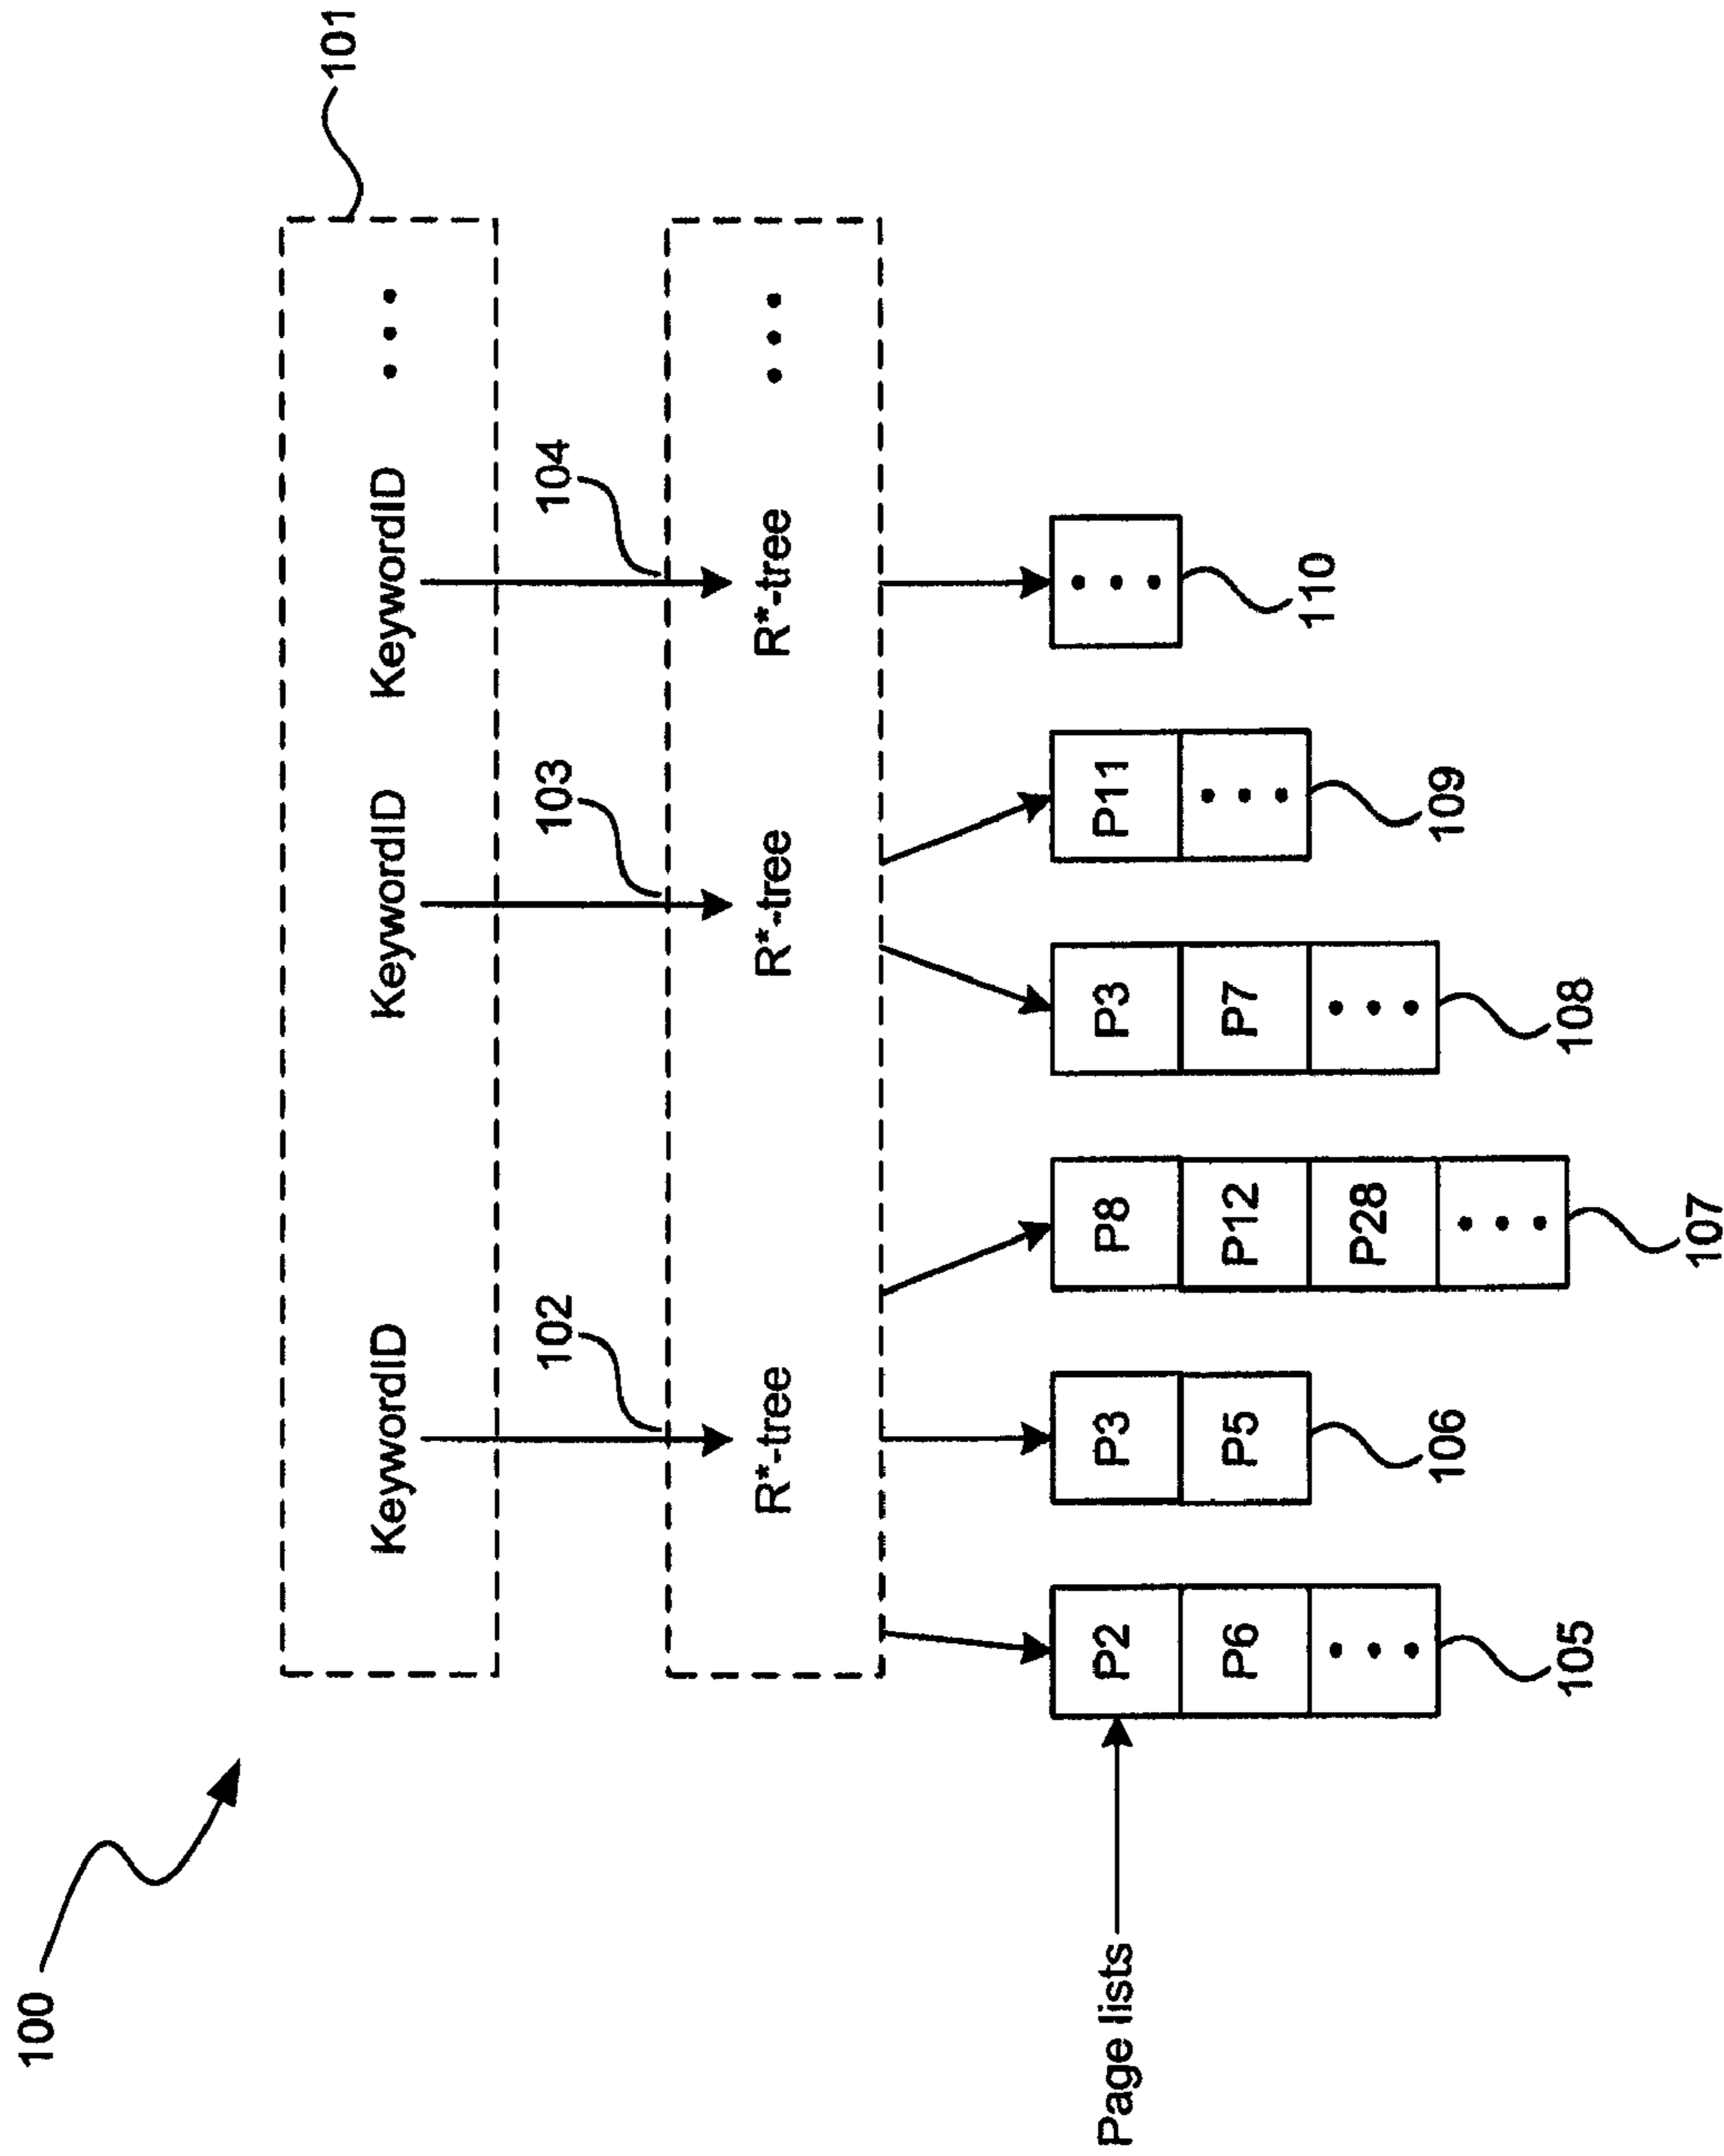 100
101
KeywordID KeywordID KeywordID • • •
102 103 104
R*-tree R*-tree R*-tree • • •
Page lists
P2 P3 P8 P3 P11 • • •
P6 P5 P12 P7 • • •
• • • P28 • • •
• • •
105 106 107 108 109 110